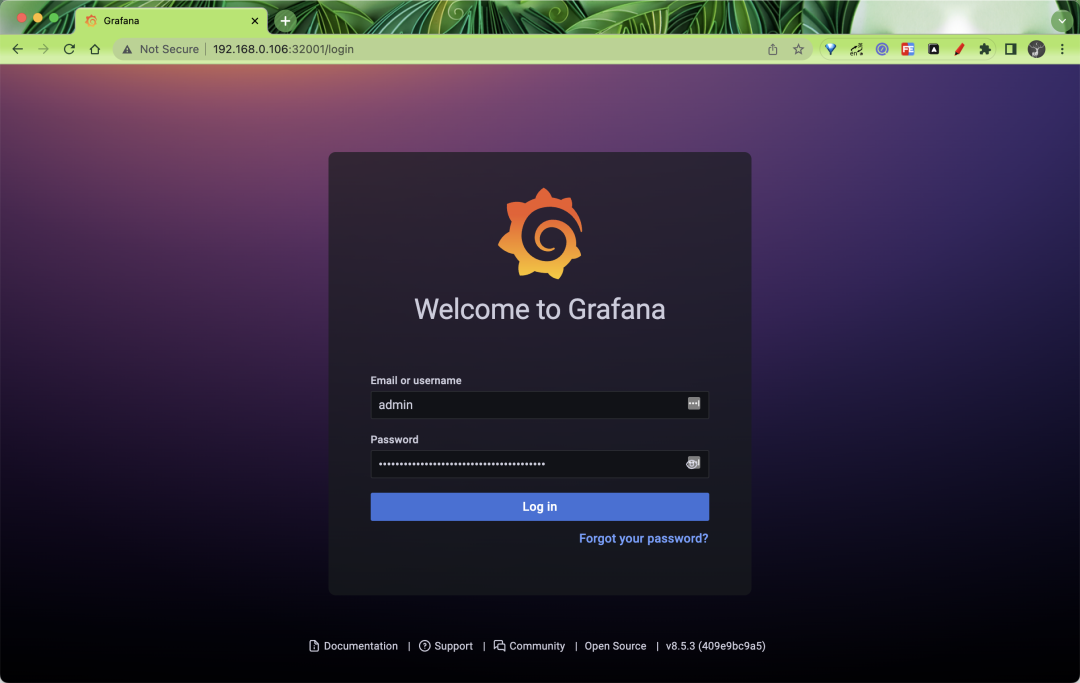 Grafana
Not Secure 192.168.0.106:32001/login
Welcome to Grafana
Email or username
admin
Password
••••••••••••••••••••••••••••••••••••••••
Log in
Forgot your password?
Documentation | Support | Community | Open Source | v8.5.3 (409e9bc9a5)